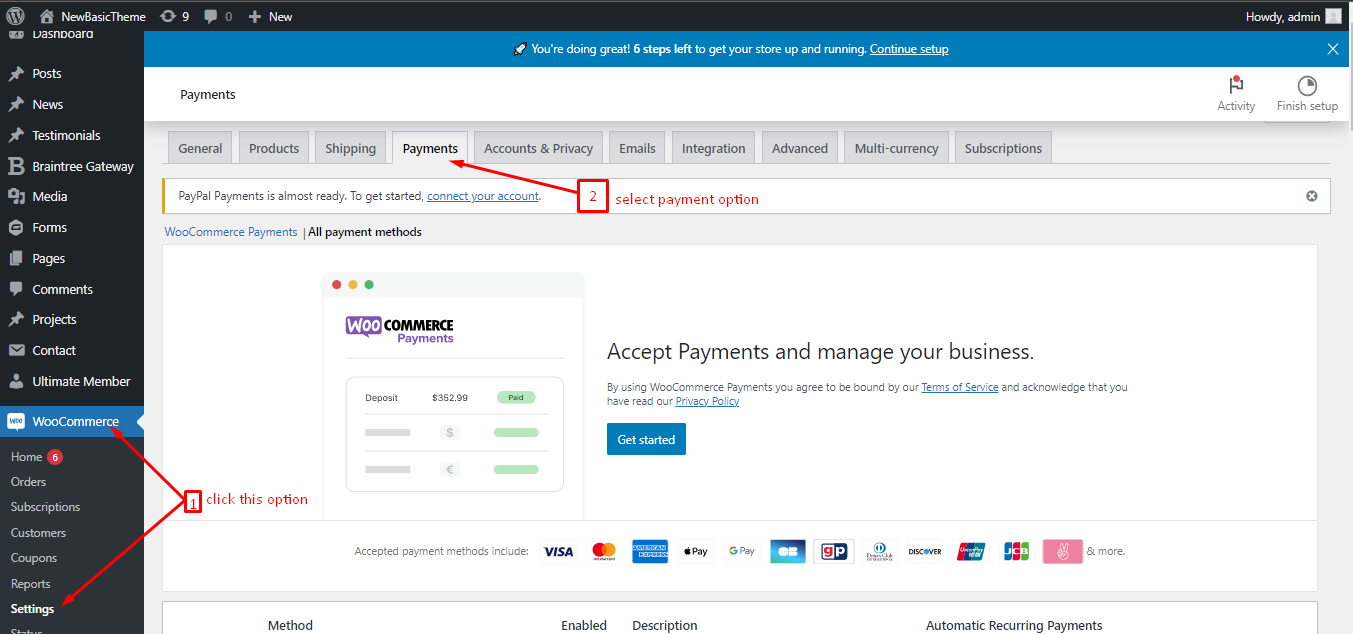 NewBasicTheme 9 0 New Howdy, admin
Dashboard
🚀 You're doing great! 6 steps left to get your store up and running. Continue setup
Posts
News
Testimonials
Braintree Gateway
Media
Forms
Pages
Comments
Projects
Contact
Ultimate Member
WooCommerce
Home 6
Orders
Subscriptions
Customers
Coupons
Reports
Settings
Status
Payments
Activity
Finish setup
General Products Shipping Payments Accounts & Privacy Emails Integration Advanced Multi-currency Subscriptions
PayPal Payments is almost ready. To get started, connect your account.
2 select payment option
WooCommerce Payments | All payment methods
WOO COMMERCE
Payments
Deposit $352.99 Paid
$
€
Accept Payments and manage your business.
By using WooCommerce Payments you agree to be bound by our Terms of Service and acknowledge that you
have read our Privacy Policy
Get started
1 click this option
Accepted payment methods include: VISA mastercard AMERICAN EXPRESS Pay G Pay CB gp Diners Club INTERNATIONAL DISCOVER UnionPay JCB & more.
Method Enabled Description Automatic Recurring Payments